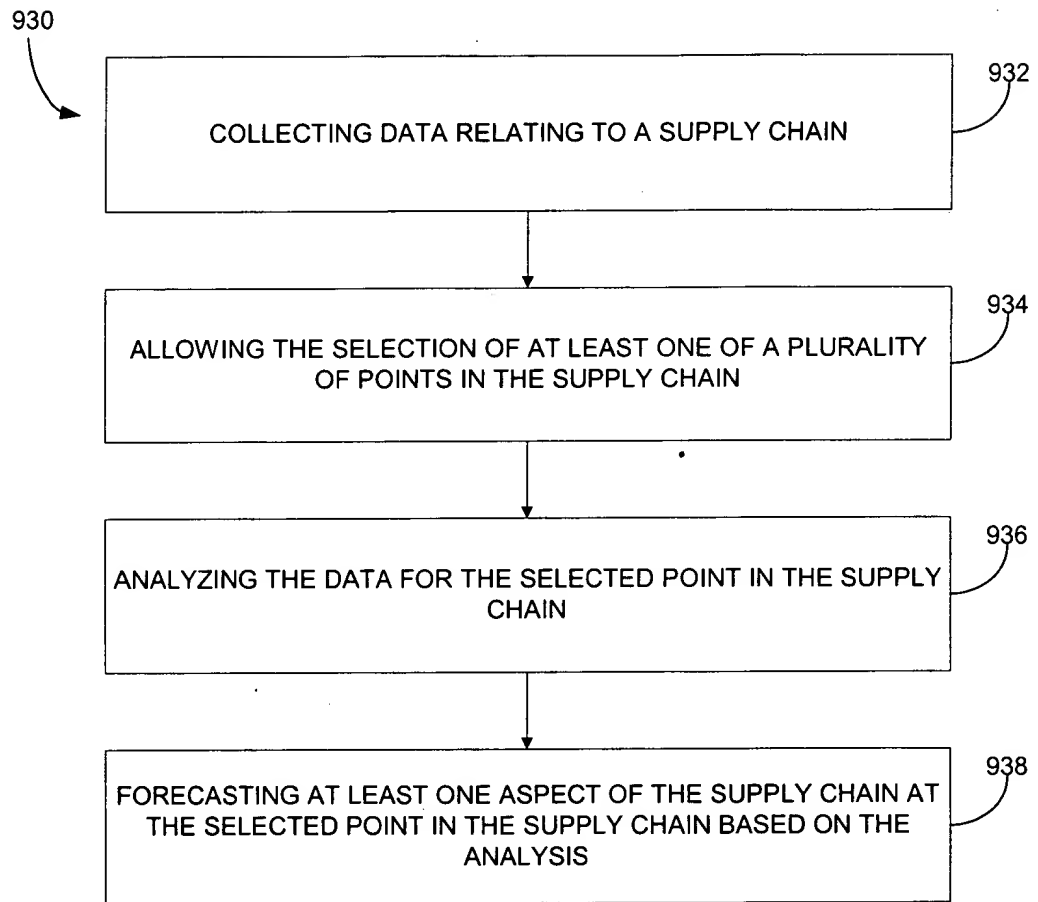 930
932
COLLECTING DATA RELATING TO A SUPPLY CHAIN
934
ALLOWING THE SELECTION OF AT LEAST ONE OF A PLURALITY
OF POINTS IN THE SUPPLY CHAIN
936
ANALYZING THE DATA FOR THE SELECTED POINT IN THE SUPPLY
CHAIN
938
FORECASTING AT LEAST ONE ASPECT OF THE SUPPLY CHAIN AT
THE SELECTED POINT IN THE SUPPLY CHAIN BASED ON THE
ANALYSIS